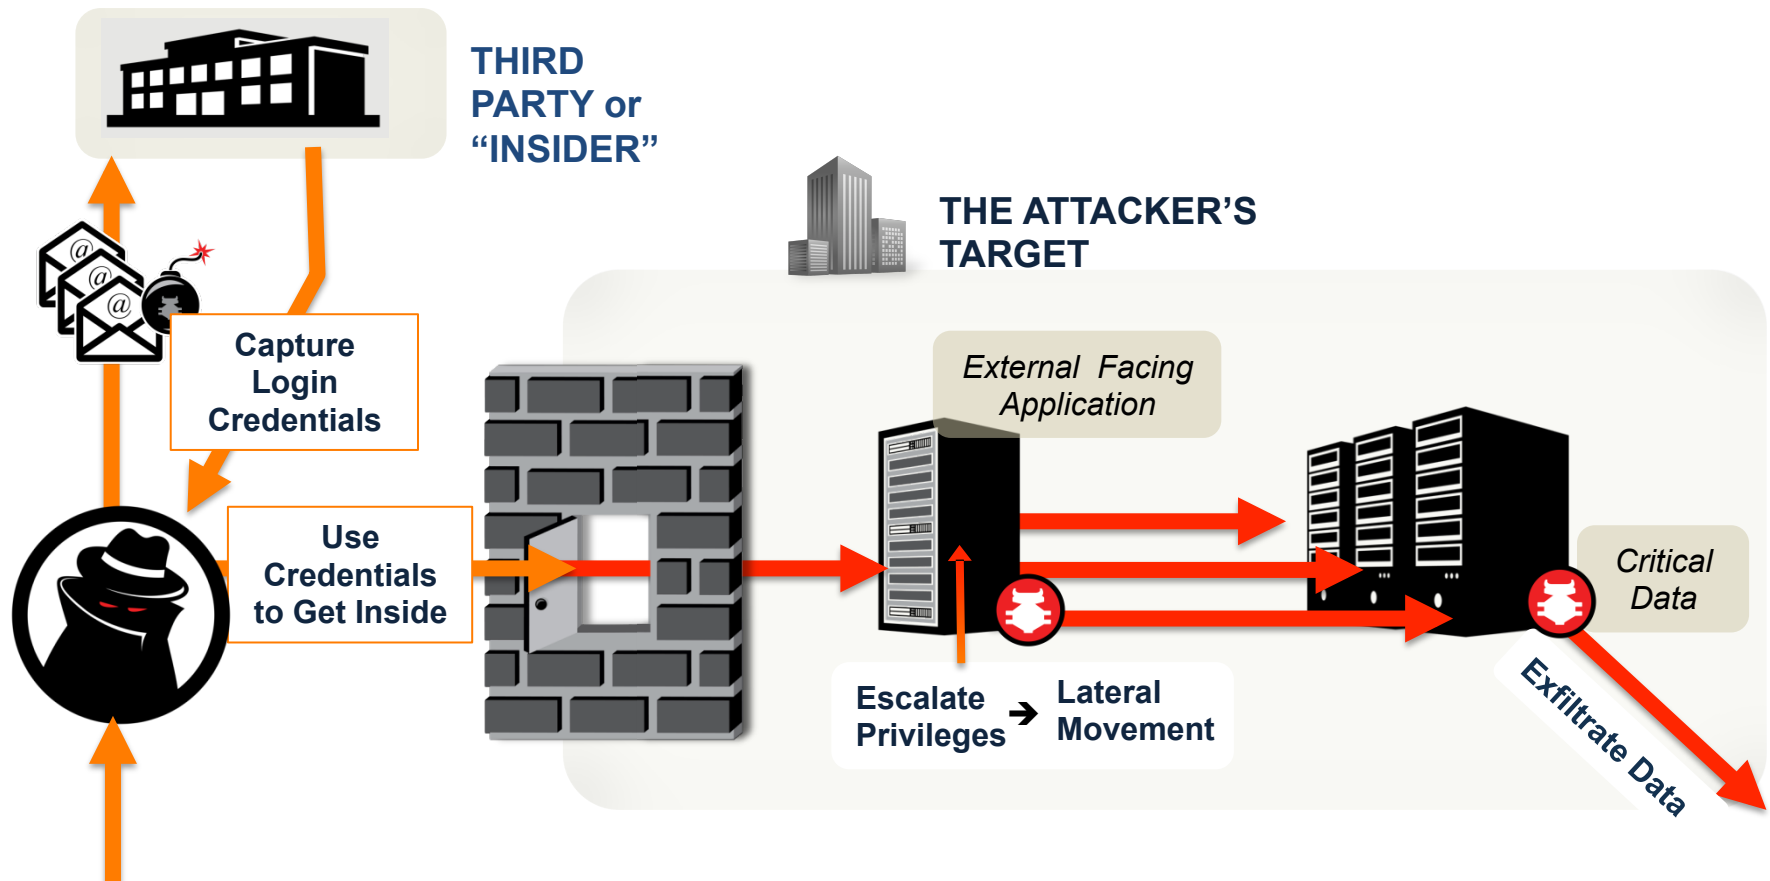 THIRD
PARTY or
“INSIDER”
THE ATTACKER’S
TARGET
@
@
@
Capture
Login
Credentials
External Facing
Application
Use
Credentials
to Get Inside
Critical
Data
Escalate
Privileges
➔
Lateral
Movement
Exfiltrate Data